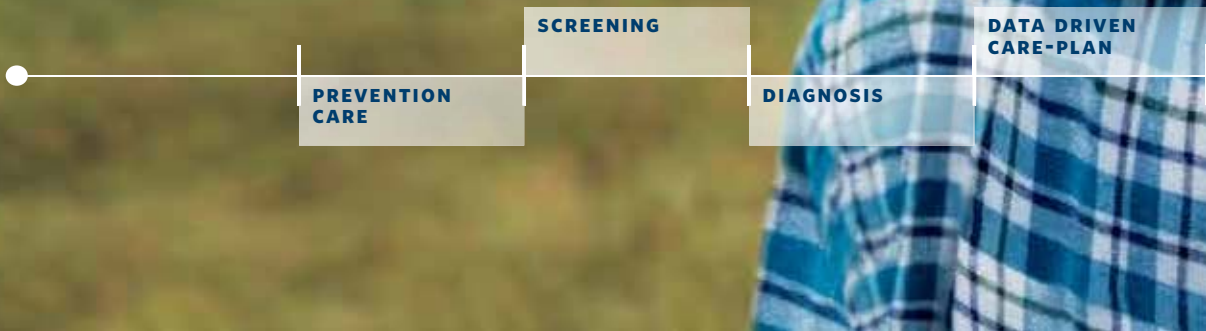 PREVENTION
CARE
SCREENING
DIAGNOSIS
DATA DRIVEN
CARE-PLAN